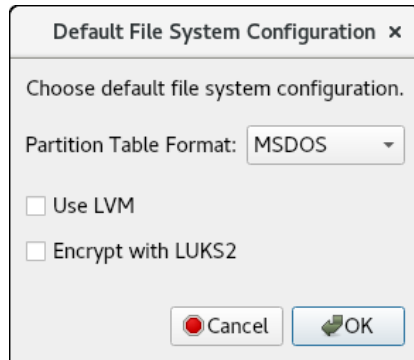 Default File System Configuration ×
Choose default file system configuration.
Partition Table Format: MSDOS
Use LVM
Encrypt with LUKS2
Cancel OK